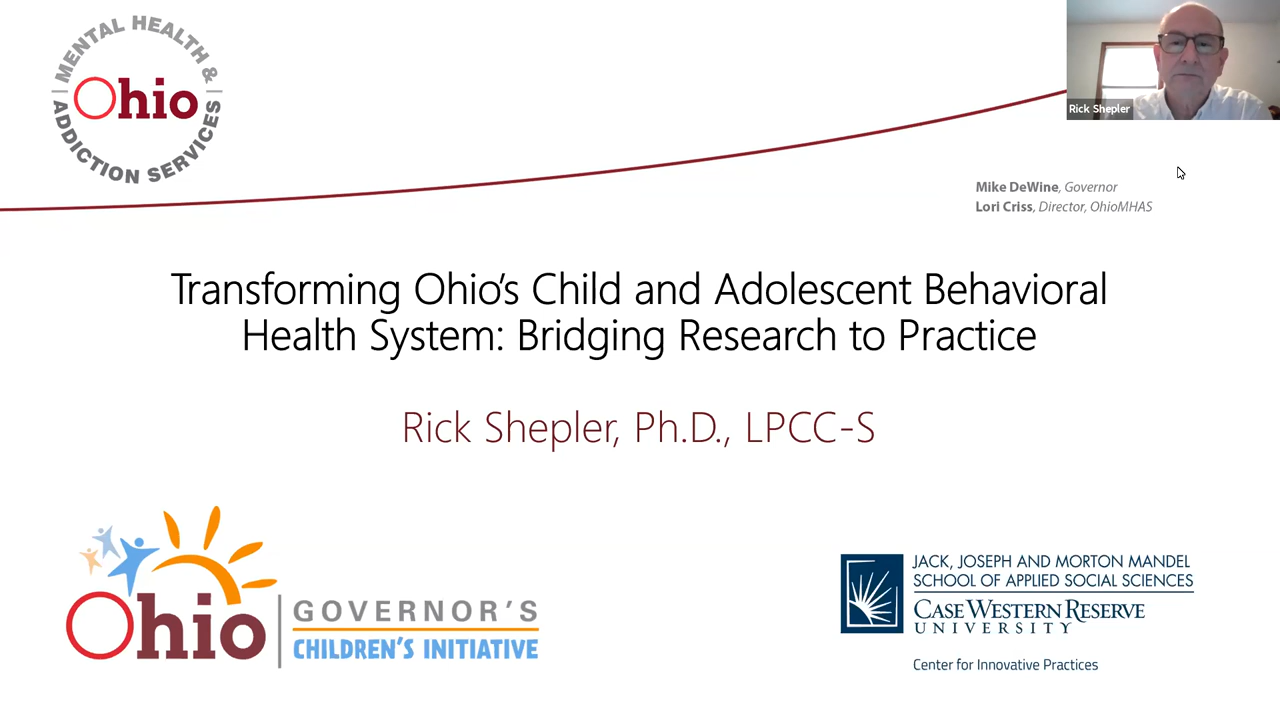 MENTAL HEALTH &
Ohio
ADDICTION SERVICES
Rick Shepler
Mike DeWine, Governor
Lori Criss, Director, OhioMHAS
Transforming Ohio’s Child and Adolescent Behavioral
Health System: Bridging Research to Practice
Rick Shepler, Ph.D., LPCC-S
Ohio
GOVERNOR'S
CHILDREN'S INITIATIVE
JACK, JOSEPH AND MORTON MANDEL
SCHOOL OF APPLIED SOCIAL SCIENCES
CASE WESTERN RESERVE
UNIVERSITY
Center for Innovative Practices